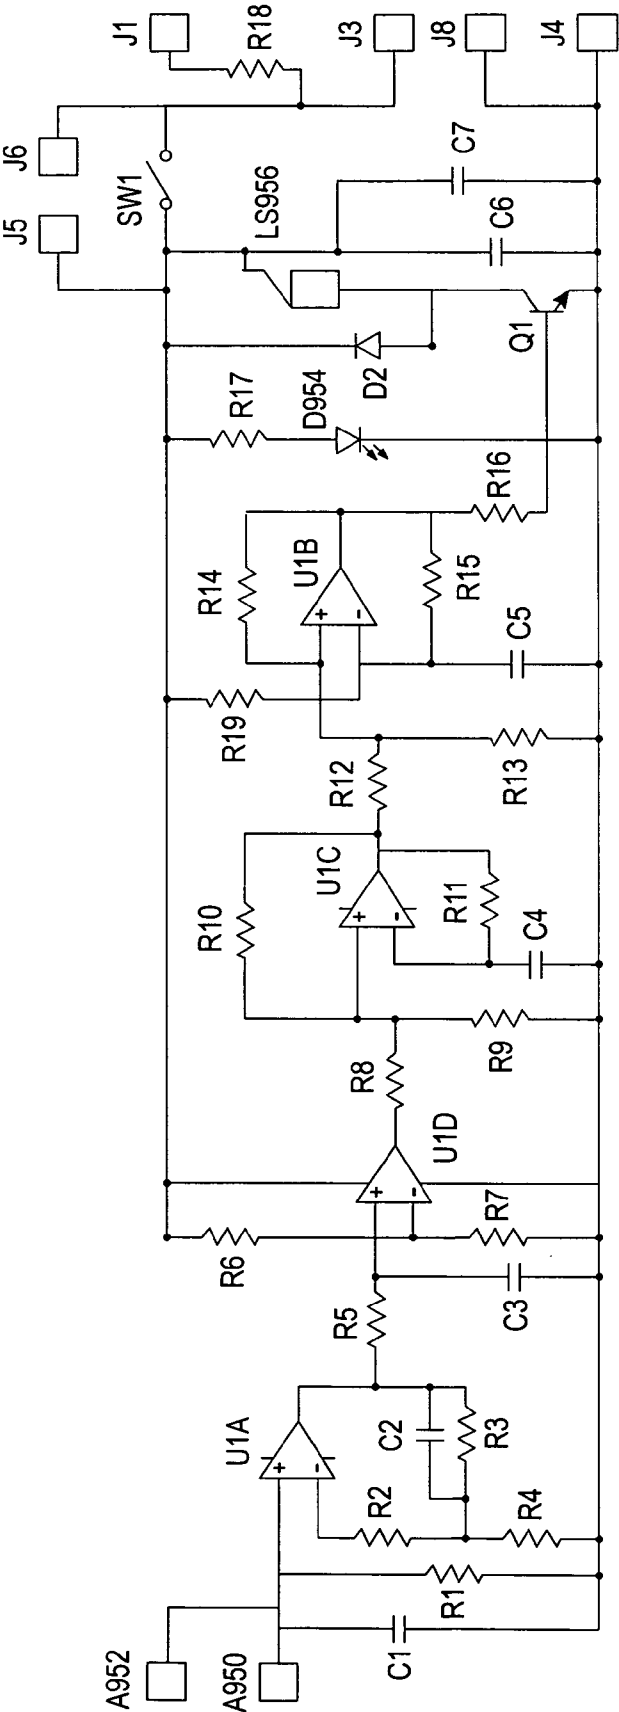 J1
R18
J3
J8
J4
J6
J5
SW1
LS956
C7
C6
Q1
D2
R17
D954
R16
R14
U1B
+
-
R15
C5
R19
R12
R13
R10
U1C
+
-
R11
C4
R8
R9
U1D
+
-
R6
R7
R5
C3
U1A
+
-
C2
R3
R2
R4
R1
A952
A950
C1